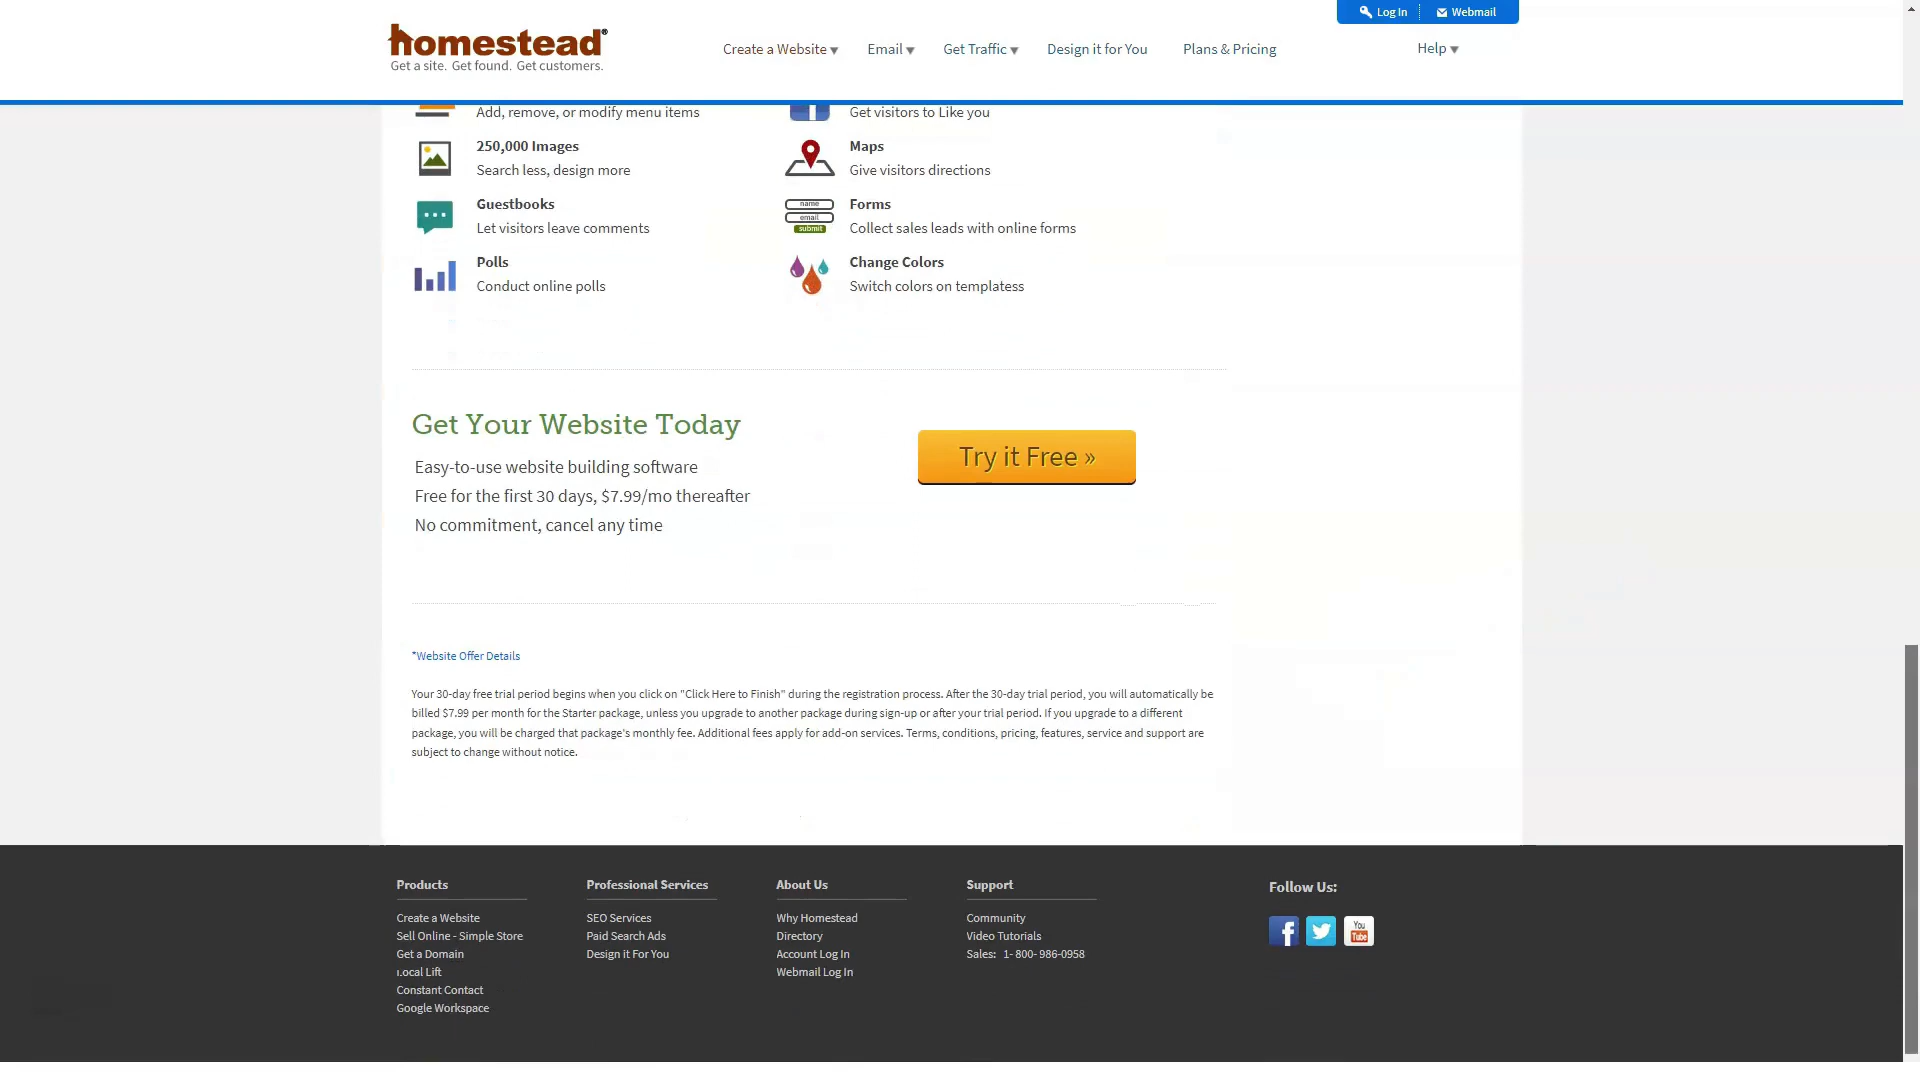 Log In
Webmail
homestead®
Get a site. Get found. Get customers.
Create a Website
Email
Get Traffic
Design it for You
Plans & Pricing
Help
Add, remove, or modify menu items
Get visitors to Like you
250,000 Images
Search less, design more
Maps
Give visitors directions
Guestbooks
Let visitors leave comments
name
email
submit
Forms
Collect sales leads with online forms
Polls
Conduct online polls
Change Colors
Switch colors on templatess
Get Your Website Today
Easy-to-use website building software
Free for the first 30 days, $7.99/mo thereafter
No commitment, cancel any time
Try it Free »
*Website Offer Details
Your 30-day free trial period begins when you click on "Click Here to Finish" during the registration process. After the 30-day trial period, you will automatically be
billed $7.99 per month for the Starter package, unless you upgrade to another package during sign-up or after your trial period. If you upgrade to a different
package, you will be charged that package's monthly fee. Additional fees apply for add-on services. Terms, conditions, pricing, features, service and support are
subject to change without notice.
Products
Create a Website
Sell Online - Simple Store
Get a Domain
Local Lift
Constant Contact
Google Workspace
Professional Services
SEO Services
Paid Search Ads
Design it For You
About Us
Why Homestead
Directory
Account Log In
Webmail Log In
Support
Community
Video Tutorials
Sales: 1- 800- 986-0958
Follow Us:
You
Tube